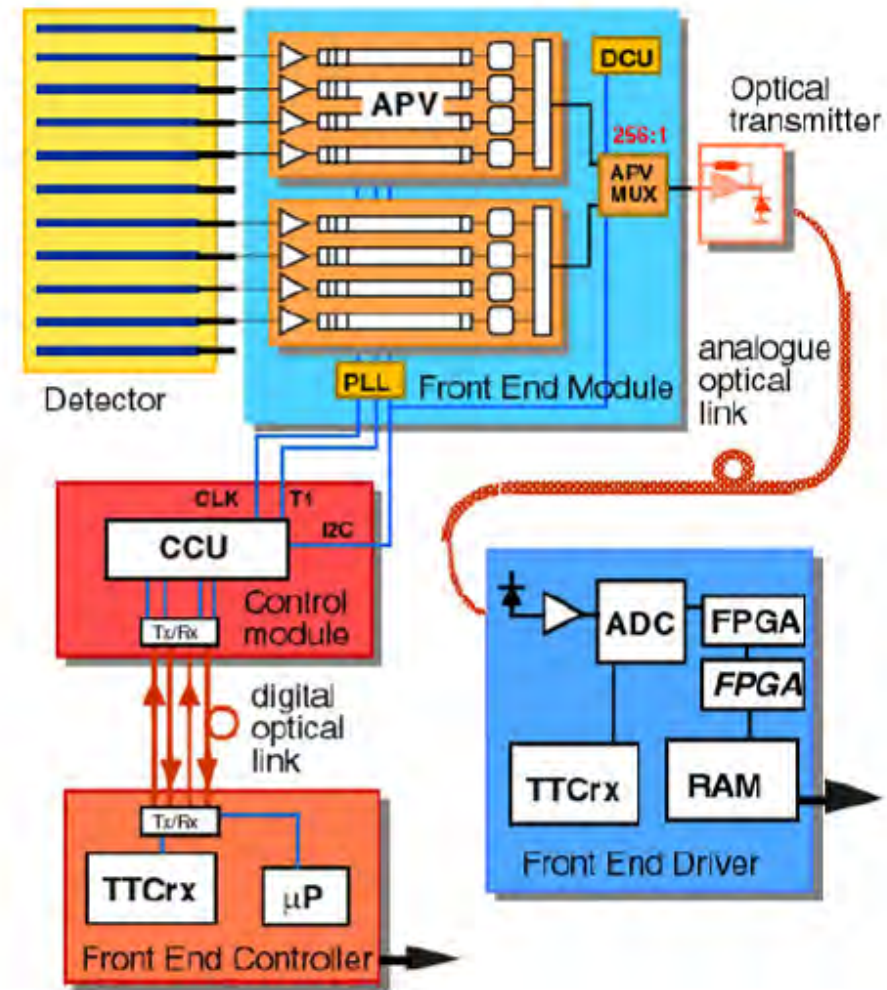 DCU
APV
256:1
APV
MUX
Optical
transmitter
PLL
Front End Module
Detector
analogue
optical
link
CLK
T1
I2C
CCU
Control
module
Tx/Rx
digital
optical
link
Tx/Rx
TTCrx
μP
Front End Controller
ADC
FPGA
FPGA
TTCrx
RAM
Front End Driver